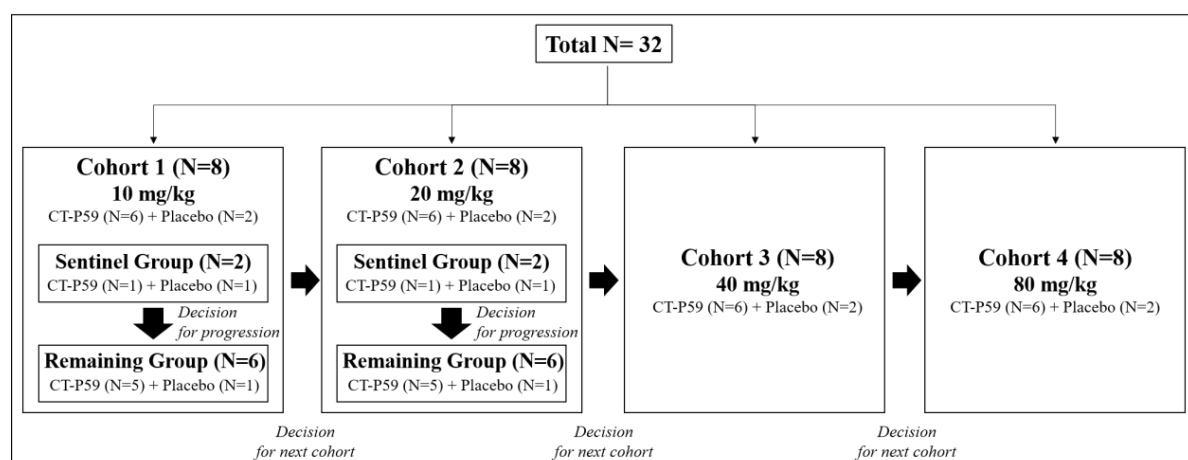 Total N= 32
Cohort 1 (N=8)
10 mg/kg
CT-P59 (N=6) + Placebo (N=2)
Sentinel Group (N=2)
CT-P59 (N=1) + Placebo (N=1)
Decision
for progression
Remaining Group (N=6)
CT-P59 (N=5) + Placebo (N=1)
Cohort 2 (N=8)
20 mg/kg
CT-P59 (N=6) + Placebo (N=2)
Sentinel Group (N=2)
CT-P59 (N=1) + Placebo (N=1)
Decision
for progression
Remaining Group (N=6)
CT-P59 (N=5) + Placebo (N=1)
Cohort 3 (N=8)
40 mg/kg
CT-P59 (N=6) + Placebo (N=2)
Cohort 4 (N=8)
80 mg/kg
CT-P59 (N=6) + Placebo (N=2)
Decision
for next cohort
Decision
for next cohort
Decision
for next cohort